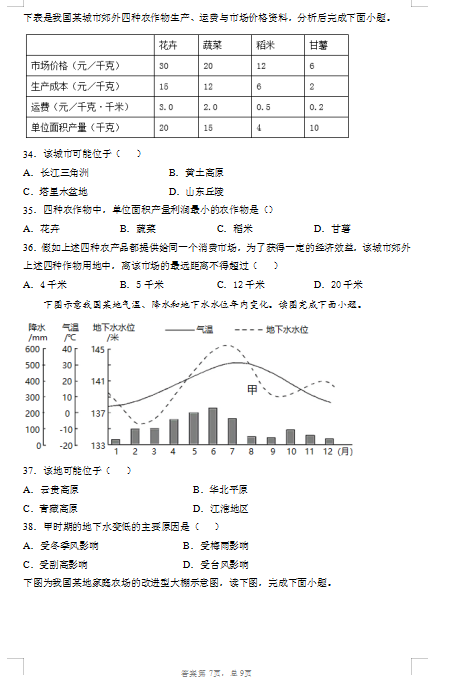 下表是我国某城市郊外四种农作物生产、运费与市场价格资料，分析后完成下面小题。
花卉 蔬菜 稻米 甘薯
市场价格（元／千克） 30 20 12 6
生产成本（元／千克） 15 12 6 2
运费（元／千克·千米） 3.0 2.0 0.5 0.2
单位面积产量（千克） 20 15 4 10
34．该城市可能位于（ ）
A．长江三角洲 B．黄土高原
C．塔里木盆地 D．山东丘陵
35．四种农作物中，单位面积产量利润最小的农作物是（）
A．花卉 B．蔬菜 C．稻米 D．甘薯
36．假如上述四种农产品都提供给同一个消费市场，为了获得一定的经济效益，该城市郊外
上述四种作物用地中，离该市场的最远距离不得超过（ ）
A．4千米 B．5千米 C．12千米 D．20千米
下图示意我国某地气温、降水和地下水水位年内变化。读图完成下面小题。
降水 气温 地下水水位 气温 地下水水位
/mm /℃ /米
600 40 145
500 30
400 20 141
300 10 甲
200 0 137
100 -10
0 -20 133
1 2 3 4 5 6 7 8 9 10 11 12 (月)
37．该地可能位于（ ）
A．云贵高原 B．华北平原
C．青藏高原 D．江淮地区
38．甲时期的地下水变低的主要原因是（ ）
A．受冬季风影响 B．受梅雨影响
C．受副高影响 D．受台风影响
下图为我国某地家庭农场的改进型大棚示意图，读下图，完成下面小题。
答案第 7页，总 9页